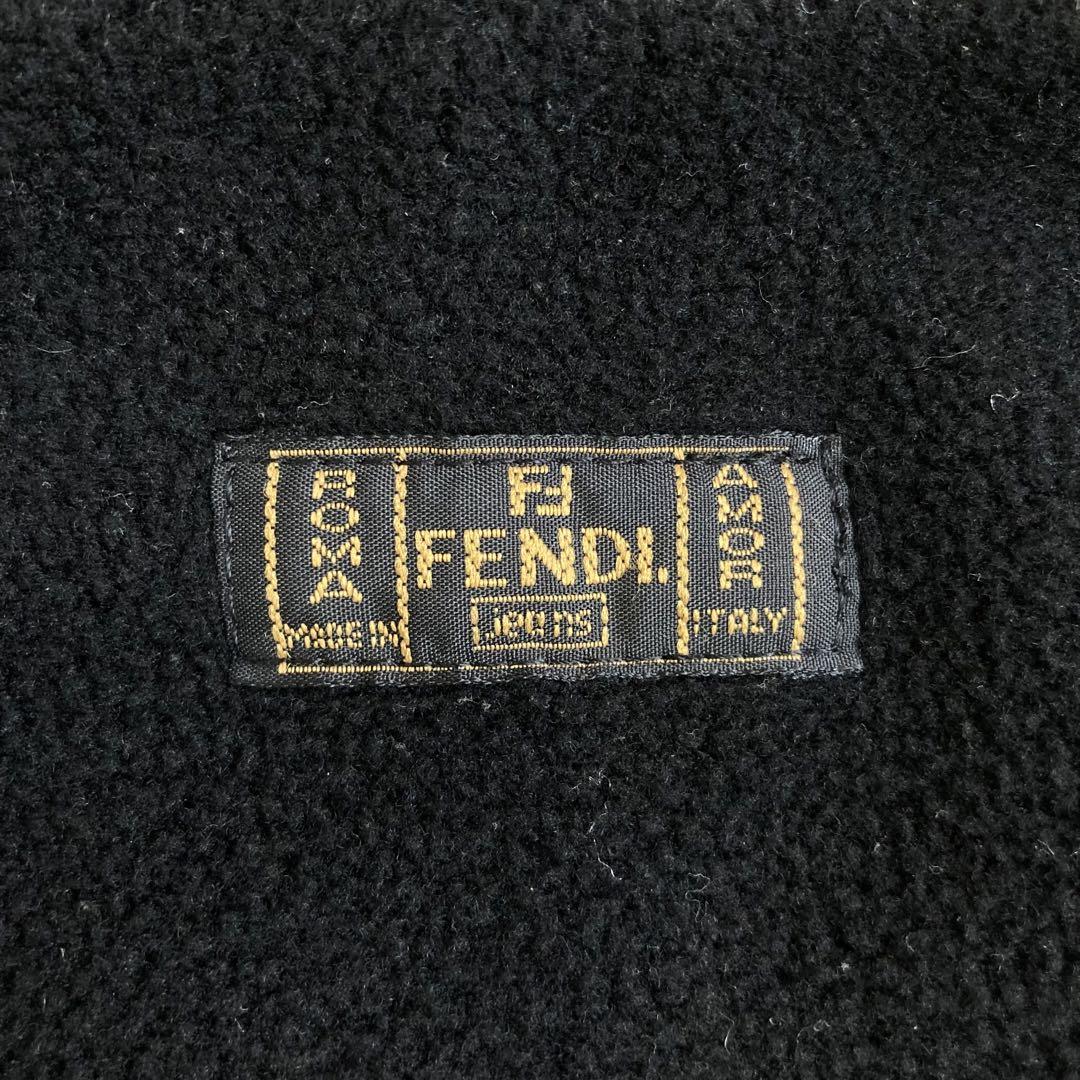 ROMA
MADE IN
FF
FENDI.
jeans
AMOR
ITALY